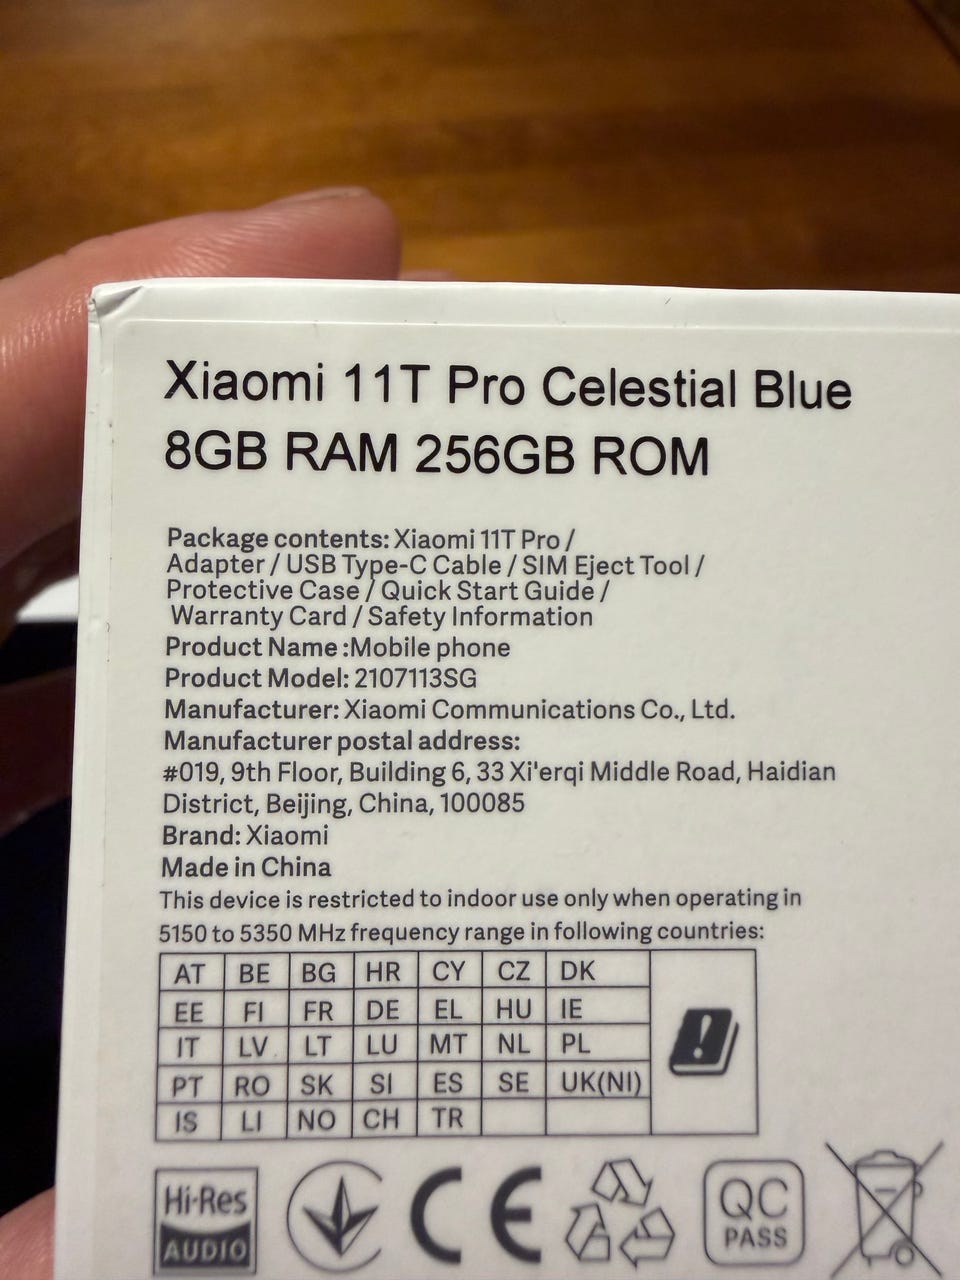 Xiaomi 11T Pro Celestial Blue
8GB RAM 256GB ROM
Package contents: Xiaomi 11T Pro /
Adapter / USB Type-C Cable / SIM Eject Tool /
Protective Case / Quick Start Guide /
Warranty Card / Safety Information
Product Name :Mobile phone
Product Model: 2107113SG
Manufacturer: Xiaomi Communications Co., Ltd.
Manufacturer postal address:
#019, 9th Floor, Building 6, 33 Xi'erqi Middle Road, Haidian
District, Beijing, China, 100085
Brand: Xiaomi
Made in China
This device is restricted to indoor use only when operating in
5150 to 5350 MHz frequency range in following countries:
AT BE BG HR CY CZ DK
EE FI FR DE EL HU IE
IT LV LT LU MT NL PL
PT RO SK SI ES SE UK(NI)
IS LI NO CH TR
Hi-Res
AUDIO
CE
QC
PASS